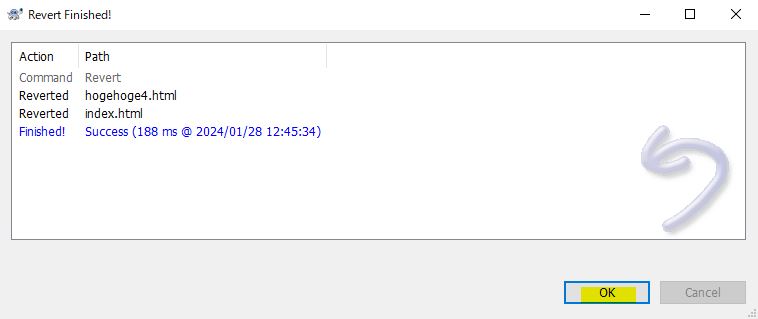 Revert Finished!
Action Path
Command Revert
Reverted hogehoge4.html
Reverted index.html
Finished! Success (188 ms @ 2024/01/28 12:45:34)
OK Cancel